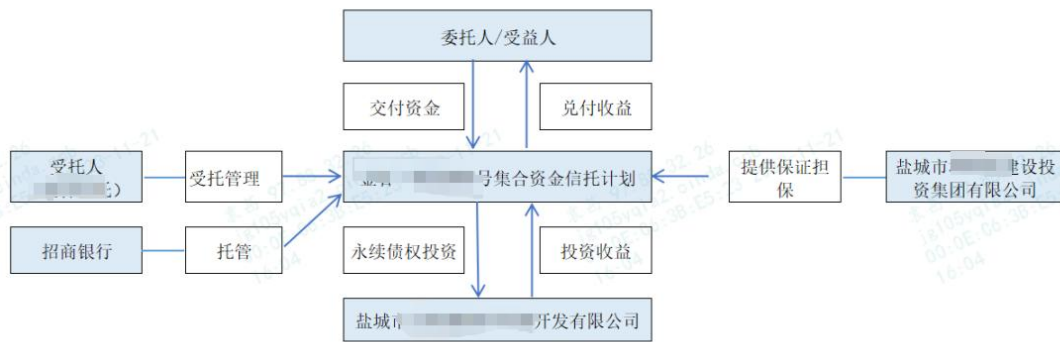 委托人/受益人
交付资金
兑付收益
受托人
托）
受托管理
号集合资金信托计划
提供保证担
保
盐城市 建设投
资集团有限公司
招商银行
托管
永续债权投资
投资收益
盐城市 开发有限公司